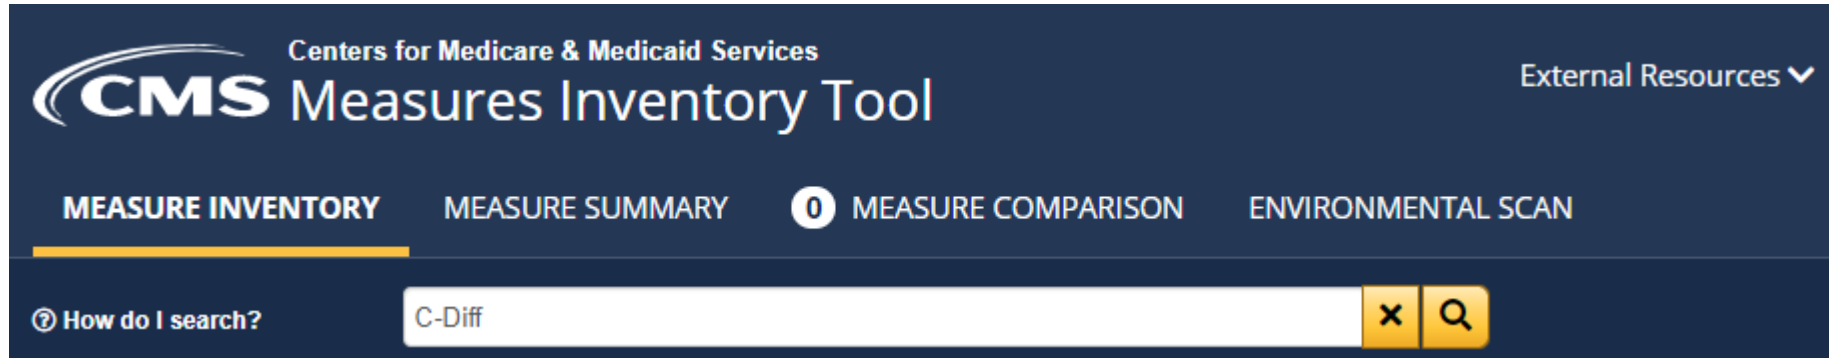 Centers for Medicare & Medicaid Services
CMS Measures Inventory Tool
External Resources
MEASURE INVENTORY MEASURE SUMMARY 0 MEASURE COMPARISON ENVIRONMENTAL SCAN
? How do I search? C-Diff